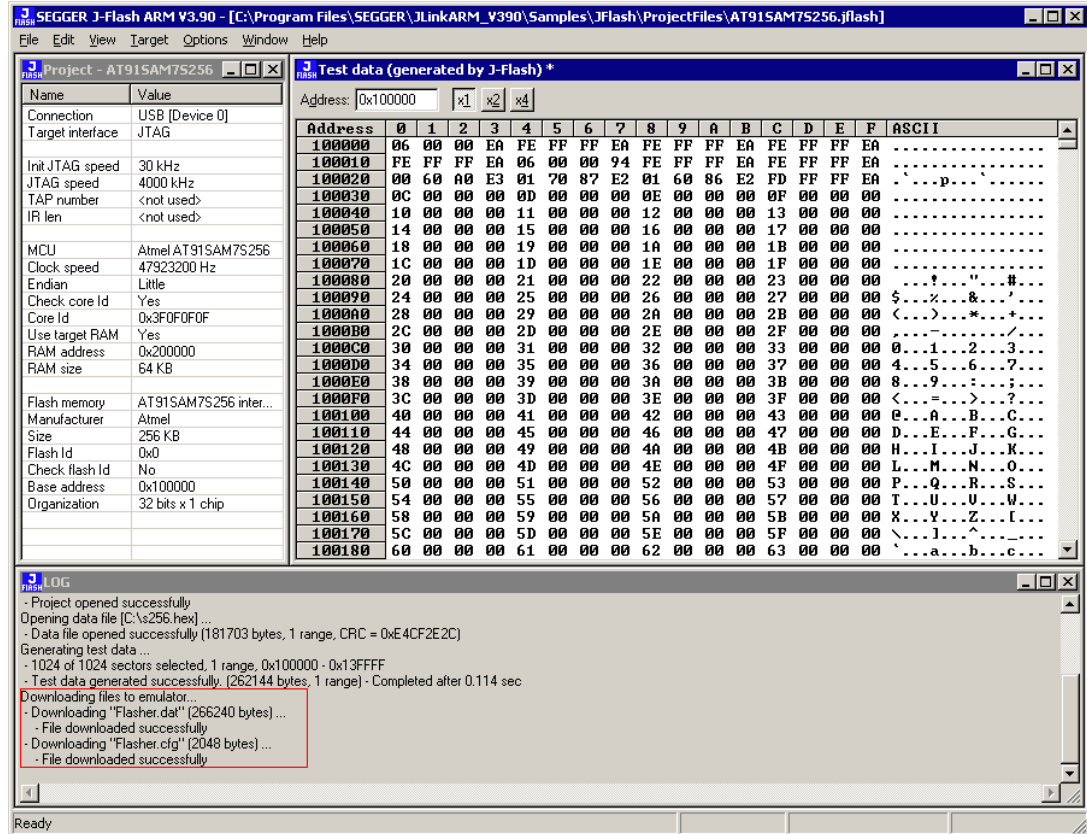 SEGGER J-Flash ARM V3.90 - [C:\Program Files\SEGGER\JLinkARM_V390\Samples\JFlash\ProjectFiles\AT91SAM7S256.jflash]
File Edit View Target Options Window Help
Project - AT91SAM7S256
Name Value
Connection USB [Device 0]
Target interface JTAG
Init JTAG speed 30 kHz
JTAG speed 4000 kHz
TAP number <not used>
IR len <not used>
MCU Atmel AT91SAM7S256
Clock speed 47923200 Hz
Endian Little
Check core Id Yes
Core Id 0x3F0F0F0F
Use target RAM Yes
RAM address 0x200000
RAM size 64 KB
Flash memory AT91SAM7S256 inter...
Manufacturer Atmel
Size 256 KB
Flash Id 0x0
Check flash Id No
Base address 0x100000
Organization 32 bits x 1 chip
Test data (generated by J-Flash) *
Address: 0x100000 x1 x2 x4
Address 0 1 2 3 4 5 6 7 8 9 A B C D E F ASCII
100000 06 00 00 EA FE FF FF EA FE FF FF EA FE FF FF EA ................
100010 FE FF FF EA 06 00 00 94 FE FF FF EA FE FF FF EA ................
100020 00 60 A0 E3 01 70 87 E2 01 60 86 E2 FD FF FF EA .`...p...`......
100030 0C 00 00 00 0D 00 00 00 0E 00 00 00 0F 00 00 00 ................
100040 10 00 00 00 11 00 00 00 12 00 00 00 13 00 00 00 ................
100050 14 00 00 00 15 00 00 00 16 00 00 00 17 00 00 00 ................
100060 18 00 00 00 19 00 00 00 1A 00 00 00 1B 00 00 00 ................
100070 1C 00 00 00 1D 00 00 00 1E 00 00 00 1F 00 00 00 ................
100080 20 00 00 00 21 00 00 00 22 00 00 00 23 00 00 00  ...!..."...#...
100090 24 00 00 00 25 00 00 00 26 00 00 00 27 00 00 00 $...%...&...'...
1000A0 28 00 00 00 29 00 00 00 2A 00 00 00 2B 00 00 00 (...)...*...+...
1000B0 2C 00 00 00 2D 00 00 00 2E 00 00 00 2F 00 00 00 ,...-......./...
1000C0 30 00 00 00 31 00 00 00 32 00 00 00 33 00 00 00 0...1...2...3...
1000D0 34 00 00 00 35 00 00 00 36 00 00 00 37 00 00 00 4...5...6...7...
1000E0 38 00 00 00 39 00 00 00 3A 00 00 00 3B 00 00 00 8...9...:...;...
1000F0 3C 00 00 00 3D 00 00 00 3E 00 00 00 3F 00 00 00 <...=...>...?...
100100 40 00 00 00 41 00 00 00 42 00 00 00 43 00 00 00 @...A...B...C...
100110 44 00 00 00 45 00 00 00 46 00 00 00 47 00 00 00 D...E...F...G...
100120 48 00 00 00 49 00 00 00 4A 00 00 00 4B 00 00 00 H...I...J...K...
100130 4C 00 00 00 4D 00 00 00 4E 00 00 00 4F 00 00 00 L...M...N...O...
100140 50 00 00 00 51 00 00 00 52 00 00 00 53 00 00 00 P...Q...R...S...
100150 54 00 00 00 55 00 00 00 56 00 00 00 57 00 00 00 T...U...V...W...
100160 58 00 00 00 59 00 00 00 5A 00 00 00 5B 00 00 00 X...Y...Z...[...
100170 5C 00 00 00 5D 00 00 00 5E 00 00 00 5F 00 00 00 \...]...^..._...
100180 60 00 00 00 61 00 00 00 62 00 00 00 63 00 00 00 `...a...b...c...
LOG
- Project opened successfully
Opening data file [C:\s256.hex] ...
- Data file opened successfully (181703 bytes, 1 range, CRC = 0xE4CF2E2C)
Generating test data ...
- 1024 of 1024 sectors selected, 1 range, 0x100000 - 0x13FFFF
- Test data generated successfully. (262144 bytes, 1 range) - Completed after 0.114 sec
Downloading files to emulator...
- Downloading "Flasher.dat" (266240 bytes) ...
- File downloaded successfully
- Downloading "Flasher.cfg" (2048 bytes) ...
- File downloaded successfully
Ready